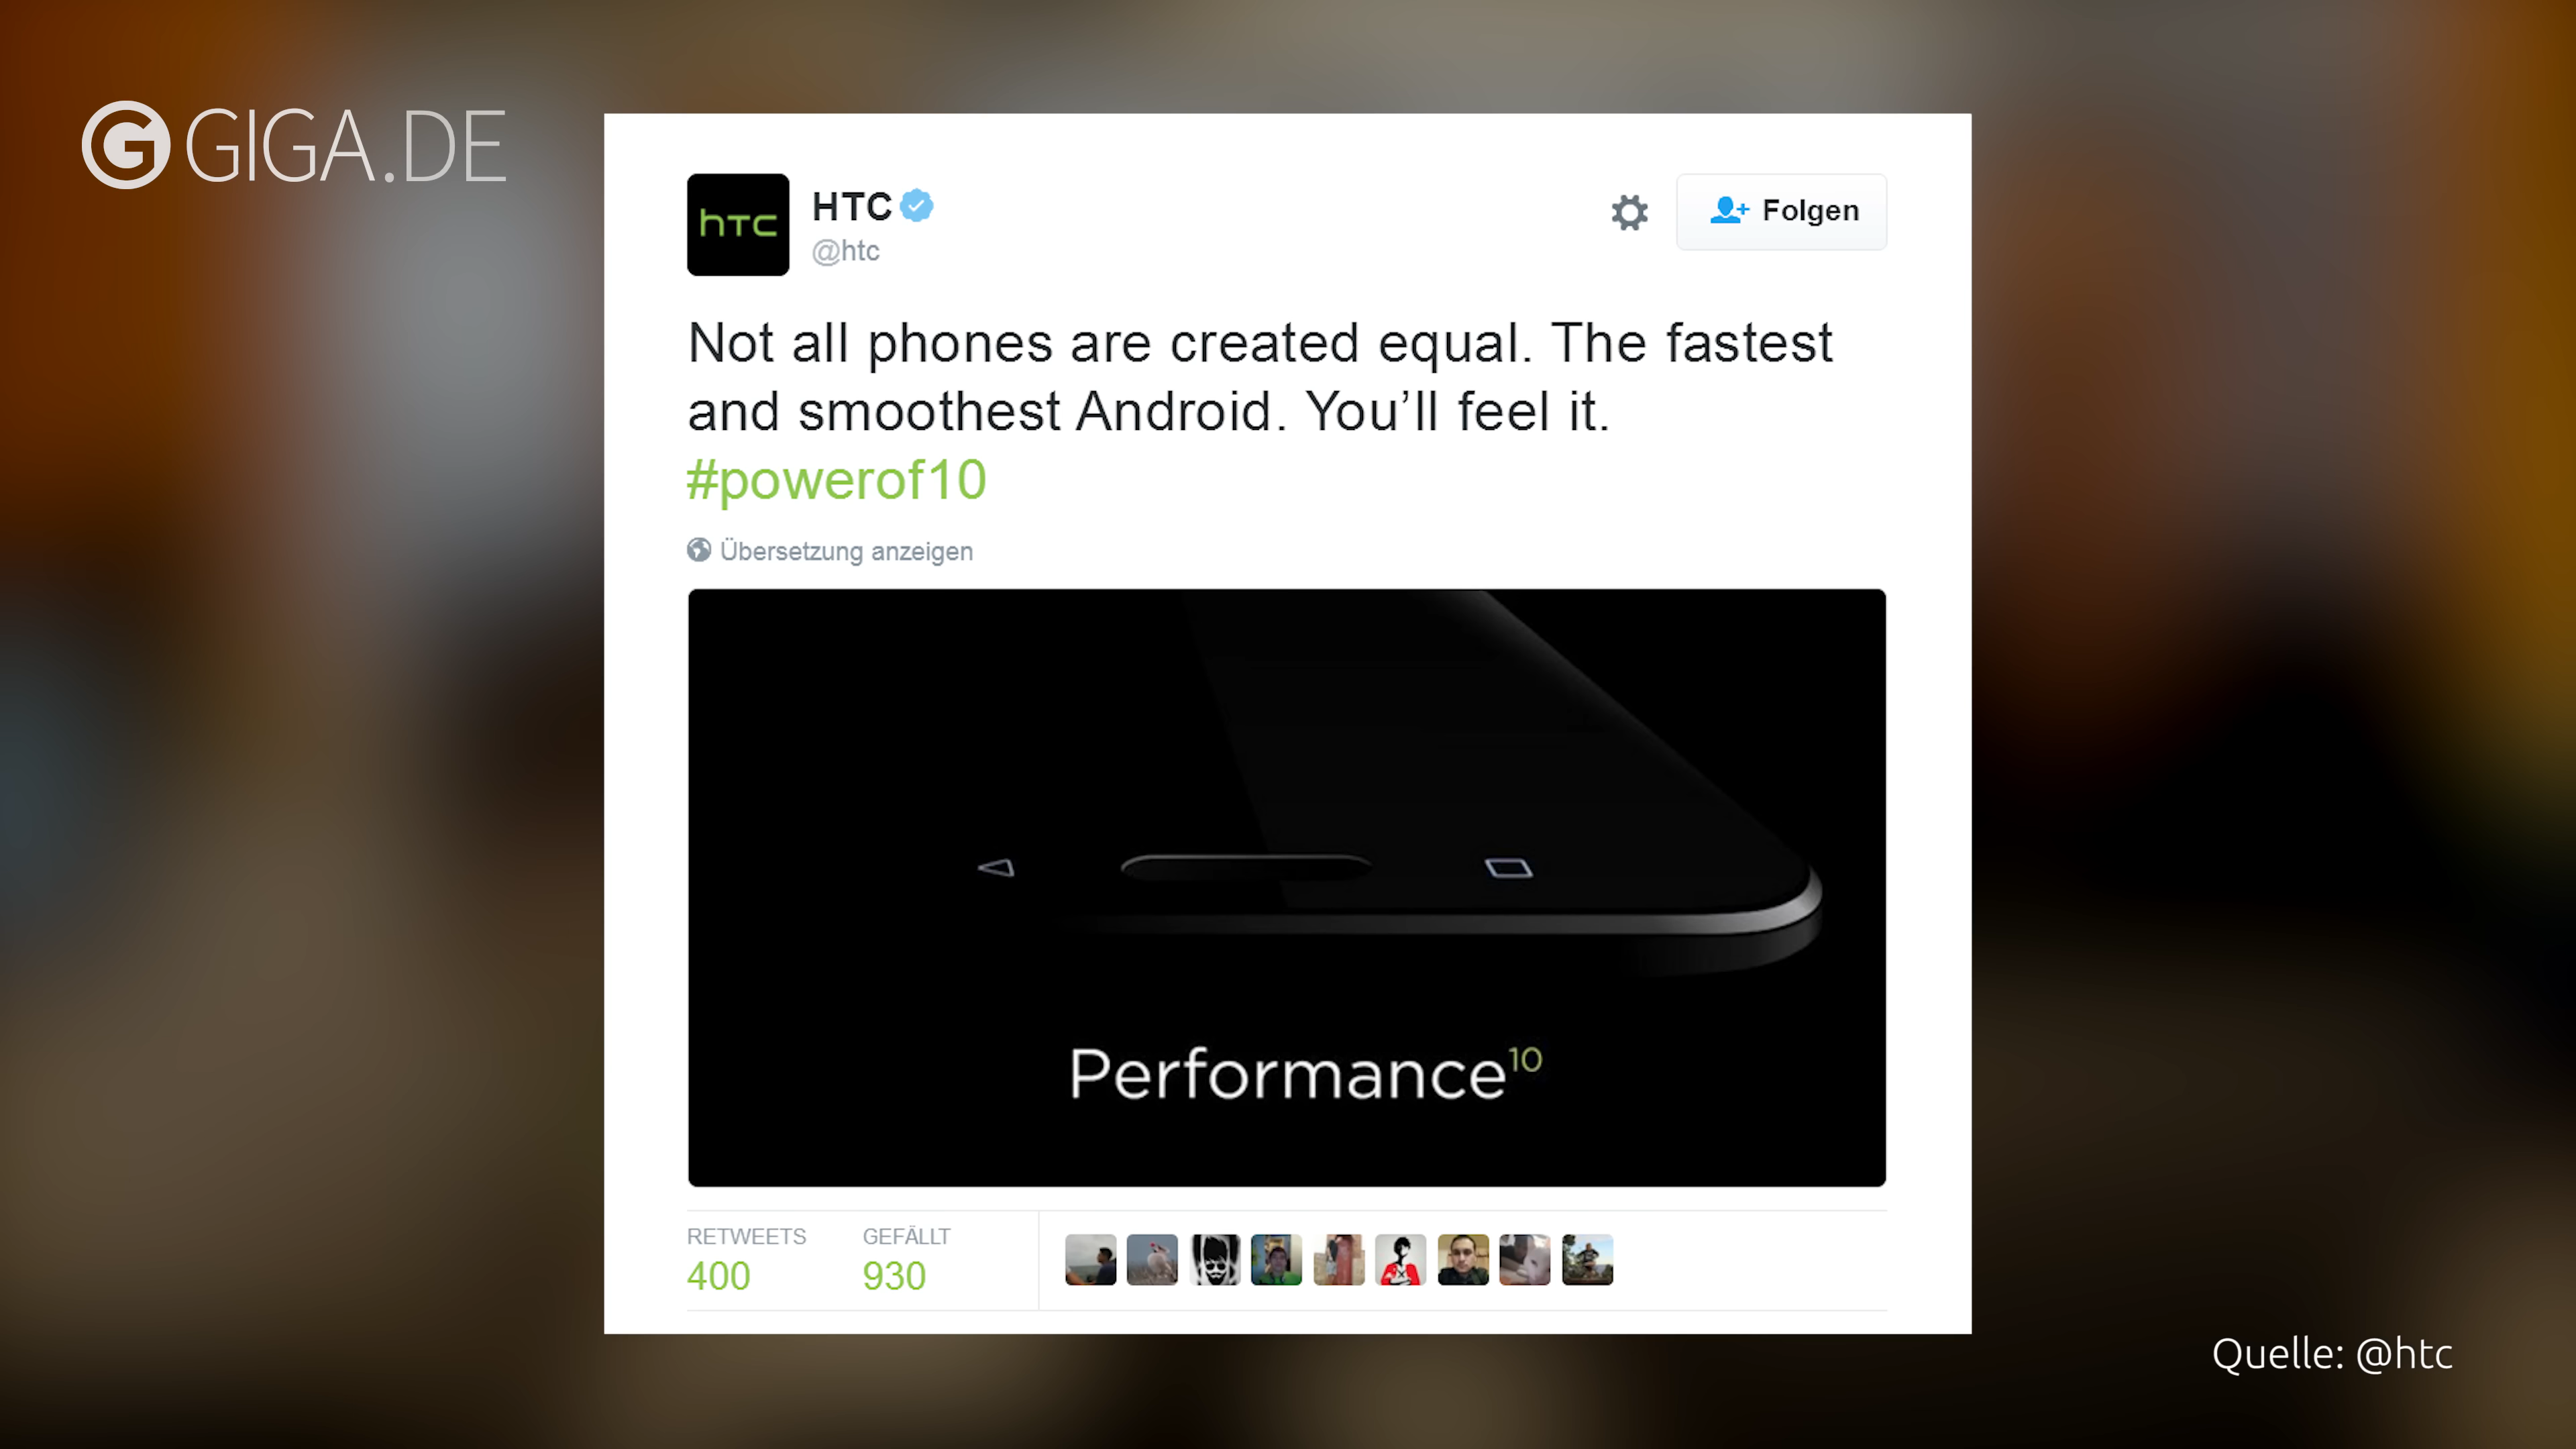 GIGA.DE
hTC
HTC
@htc
Folgen
Not all phones are created equal. The fastest
and smoothest Android. You’ll feel it.
#powerof10
Übersetzung anzeigen
Performance¹⁰
RETWEETS
400
GEFÄLLT
930
Quelle: @htc